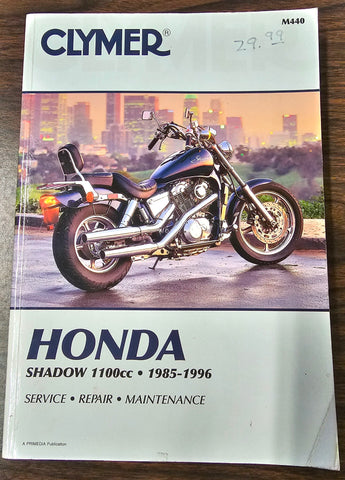 M440
CLYMER®
29.99
HONDA
SHADOW 1100cc • 1985-1996
SERVICE • REPAIR • MAINTENANCE
A PRIMEDIA Publication